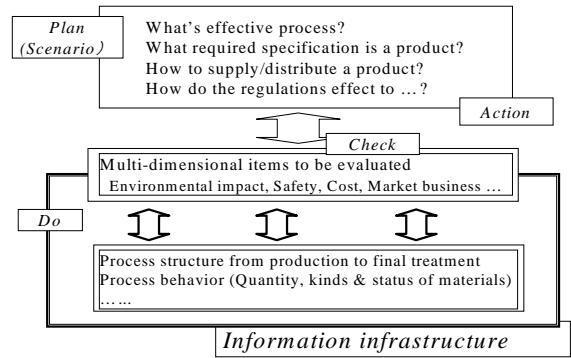 Plan
(Scenario)
What's effective process?
What required specification is a product?
How to supply/distribute a product?
How do the regulations effect to ...?
Action
Check
Multi-dimensional items to be evaluated
Environmental impact, Safety, Cost, Market business ...
Do
Process structure from production to final treatment
Process behavior (Quantity, kinds & status of materials)
... ...
Information infrastructure